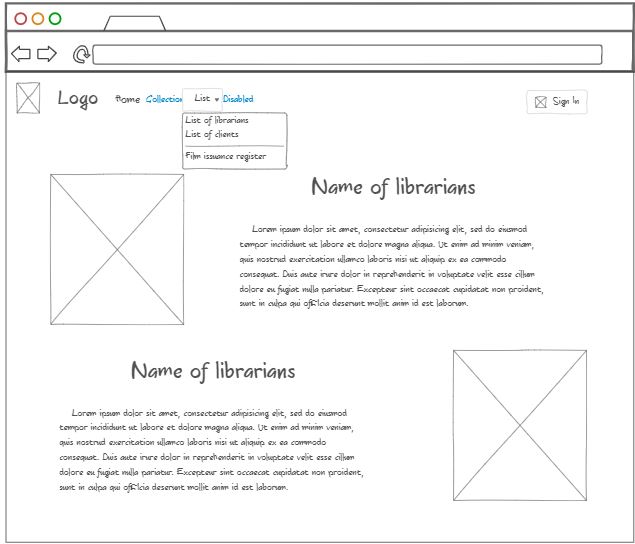 Logo Home Collection List ▾ Disabled Sign In
List of librarians
List of clients
Film issuance register
Name of librarians
Lorem ipsum dolor sit amet, consectetur adipisicing elit, sed do eiusmod
tempor incididunt ut labore et dolore magna aliqua. Ut enim ad minim veniam,
quis nostrud exercitation ullamco laboris nisi ut aliquip ex ea commodo
consequat. Duis aute irure dolor in reprehenderit in voluptate velit esse cillum
dolore eu fugiat nulla pariatur. Excepteur sint occaecat cupidatat non proident,
sunt in culpa qui officia deserunt mollit anim id est laborum.
Name of librarians
Lorem ipsum dolor sit amet, consectetur adipisicing elit, sed do eiusmod
tempor incididunt ut labore et dolore magna aliqua. Ut enim ad minim veniam,
quis nostrud exercitation ullamco laboris nisi ut aliquip ex ea commodo
consequat. Duis aute irure dolor in reprehenderit in voluptate velit esse cillum
dolore eu fugiat nulla pariatur. Excepteur sint occaecat cupidatat non proident,
sunt in culpa qui officia deserunt mollit anim id est laborum.